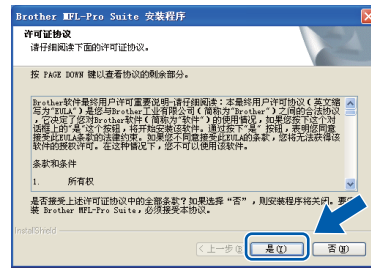 Brother MFL-Pro Suite 安装程序
许可证协议
请仔细阅读下面的许可证协议。
按 PAGE DOWN 键以查看协议的剩余部分。
Brother软件最终用户许可重要说明-请仔细阅读：本最终用户许可协议（英文缩
写为"EULA"）是您与Brother工业有限公司（简称为"Brother"）之间的合法协议
，它决定了您对Brother软件（简称为"软件"）的使用情况，如果您按下这个对
话框上的"是"这个按钮，将开始安装该软件。通过按下"是" 按钮，表明您同意
接受此EULA条款的法律约束。如果您不同意接受此EULA的条款，您将无法获得该
软件的授权许可。在这种情况下，您不可以使用该软件。
条款和条件
1. 所有权
是否接受上述许可证协议中的全部条款？如果选择 “否” ，则安装程序将关闭。要
装 Brother MFL-Pro Suite，必须接受本协议。
InstallShield
<上一步(B) 是(Y) 否(N)